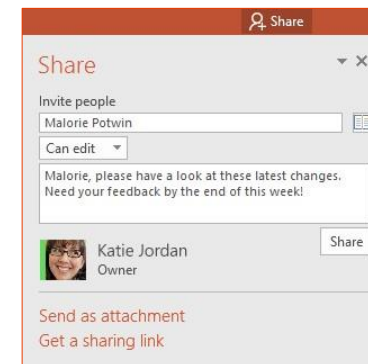 Share
Share
Invite people
Malorie Potwin
Can edit
Malorie, please have a look at these latest changes.
Need your feedback by the end of this week!
Share
Katie Jordan
Owner
Send as attachment
Get a sharing link